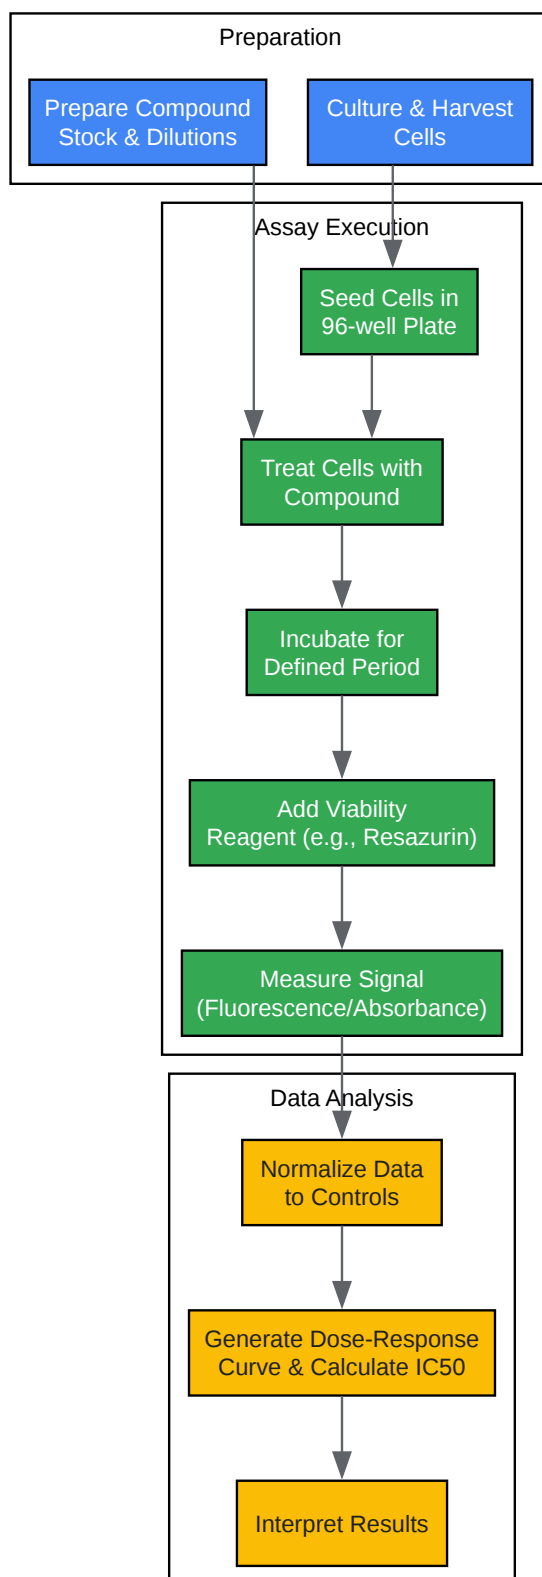 Preparation
Prepare Compound
Stock & Dilutions
Culture & Harvest
Cells
Assay Execution
Seed Cells in
96-well Plate
Treat Cells with
Compound
Incubate for
Defined Period
Add Viability
Reagent (e.g., Resazurin)
Measure Signal
(Fluorescence/Absorbance)
Data Analysis
Normalize Data
to Controls
Generate Dose-Response
Curve & Calculate IC50
Interpret Results